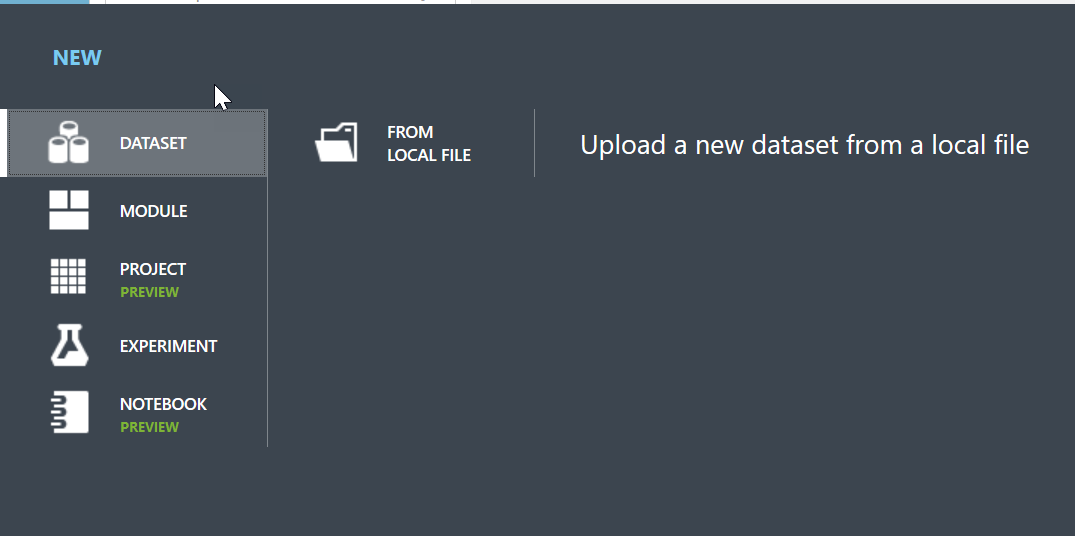 NEW
DATASET
FROM
LOCAL FILE
Upload a new dataset from a local file
MODULE
PROJECT
PREVIEW
EXPERIMENT
NOTEBOOK
PREVIEW